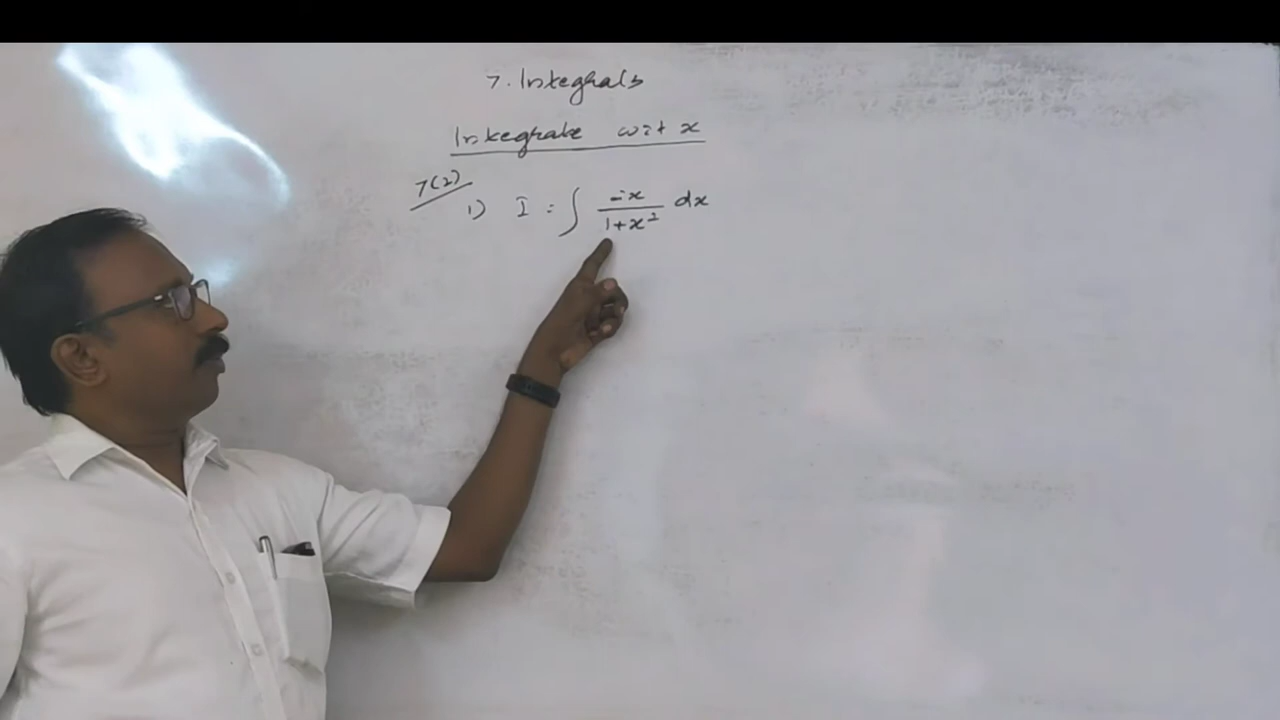 7. Integrals
Integrate w.r.t x
7(2)
1) I = ∫ 2x / 1+x² dx